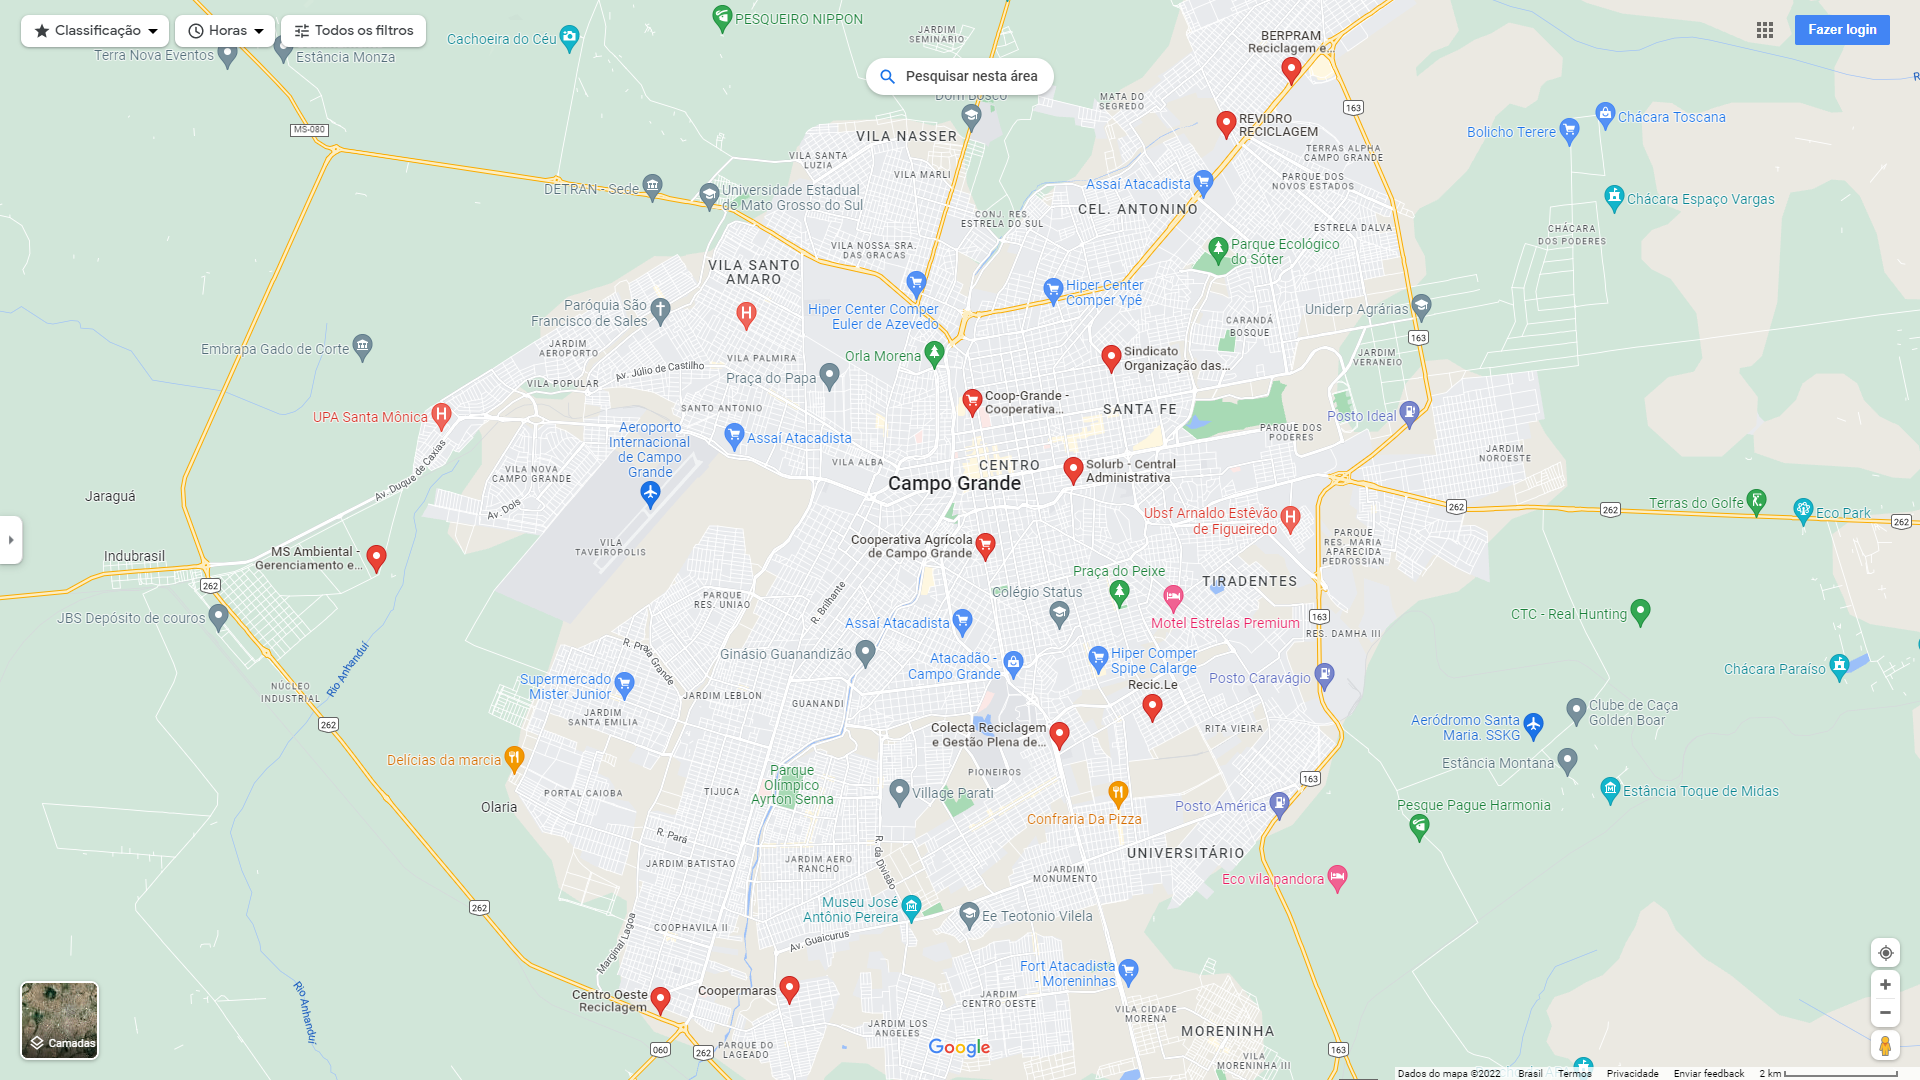 Classificação
Horas
Todos os filtros
Fazer login
Pesquisar nesta área
PESQUEIRO NIPPON
Cachoeira do Céu
Terra Nova Eventos
Estância Monza
JARDIM
SEMINARIO
BERPRAM
Reciclagem e...
Dom Bosco
MATA DO
SEGREDO
163
REVIDRO
RECICLAGEM
Chácara Toscana
Bolicho Terere
MS-080
VILA NASSER
VILA SANTA
LUZIA
TERRAS ALPHA
CAMPO GRANDE
VILA MARLI
PARQUE DOS
NOVOS ESTADOS
DETRAN - Sede
Universidade Estadual
de Mato Grosso do Sul
Assaí Atacadista
CEL. ANTONINO
Chácara Espaço Vargas
CONJ. RES.
ESTRELA DO SUL
ESTRELA DALVA
CHÁCARA
DOS PODERES
VILA NOSSA SRA.
DAS GRACAS
Parque Ecológico
do Sóter
VILA SANTO
AMARO
Hiper Center
Comper Ypê
Paróquia São
Francisco de Sales
Hiper Center Comper
Euler de Azevedo
Uniderp Agrárias
CARANDÁ
BOSQUE
163
Embrapa Gado de Corte
JARDIM
AEROPORTO
VILA PALMIRA
Orla Morena
Sindicato
Organização das...
JARDIM
VERANEIO
Av. Júlio de Castilho
VILA POPULAR
Praça do Papa
Coop-Grande -
Cooperativa...
SANTO ANTONIO
SANTA FE
UPA Santa Mônica
Posto Ideal
Aeroporto
Internacional
de Campo
Grande
Assaí Atacadista
PARQUE DOS
PODERES
JARDIM
NOROESTE
Av. Duque de Caxias
VILA NOVA
CAMPO GRANDE
VILA ALBA
CENTRO
Solurb - Central
Administrativa
Campo Grande
Jaraguá
Av. Dois
262
262
262
Terras do Golfe
Eco Park
Ubsf Arnaldo Estêvão
de Figueiredo
VILA
TAVEIROPOLIS
PARQUE
RES. MARIA
APARECIDA
PEDROSSIAN
Indubrasil
MS Ambiental -
Gerenciamento e...
Cooperativa Agrícola
de Campo Grande
262
Praça do Peixe
TIRADENTES
PARQUE
RES. UNIAO
R. Brilhante
Colégio Status
JBS Depósito de couros
Assaí Atacadista
Motel Estrelas Premium
163
CTC - Real Hunting
RES. DAMHA III
R. Praia Grande
Ginásio Guanandizão
Atacadão -
Campo Grande
Hiper Comper
Spipe Calarge
Rio Anhanduí
Chácara Paraíso
NÚCLEO
INDUSTRIAL
Supermercado
Mister Junior
Recic.Le
Posto Caravágio
JARDIM LEBLON
GUANANDI
JARDIM
SANTA EMILIA
Clube de Caça
Golden Boar
262
Colecta Reciclagem
e Gestão Plena de...
RITA VIEIRA
Aeródromo Santa
Maria. SSKG
Delícias da marcia
Estância Montana
Parque
Olímpico
Ayrton Senna
PIONEIROS
163
PORTAL CAIOBA
TIJUCA
Village Parati
Estância Toque de Midas
Olaria
Posto América
Pesque Pague Harmonia
Confraria Da Pizza
R. Pará
R. da Divisão
JARDIM BATISTAO
JARDIM AERO
RANCHO
UNIVERSITÁRIO
JARDIM
MONUMENTO
Eco vila pandora
262
Museu José
Antônio Pereira
Ee Teotonio Vilela
COOPHAVILA II
Av. Guaicurus
Marginal Lagoa
Fort Atacadista
- Moreninhas
Rio Anhanduí
Centro Oeste
Reciclagem
Coopermaras
JARDIM
CENTRO OESTE
VILA CIDADE
MORENA
JARDIM LOS
ANGELES
MORENINHA
060
262
PARQUE DO
LAGEADO
Google
163
VILA
MORENINHA III
Camadas
Dados do mapa ©2022
Brasil
Termos
Privacidade
Enviar feedback
2 km